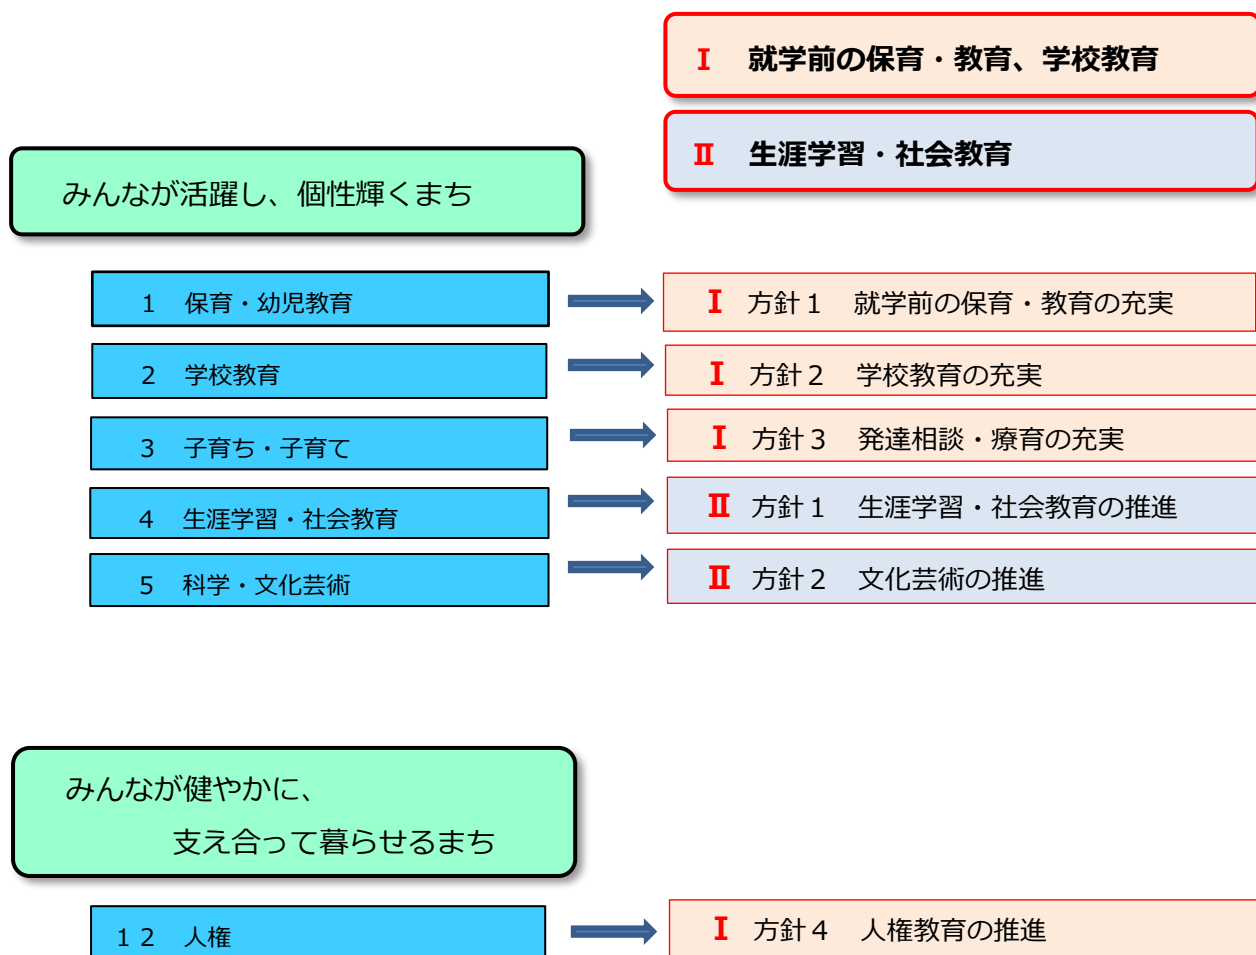 Ⅰ 就学前の保育・教育、学校教育
Ⅱ 生涯学習・社会教育
みんなが活躍し、個性輝くまち
１ 保育・幼児教育
Ⅰ 方針１ 就学前の保育・教育の充実
２ 学校教育
Ⅰ 方針２ 学校教育の充実
３ 子育ち・子育て
Ⅰ 方針３ 発達相談・療育の充実
４ 生涯学習・社会教育
Ⅱ 方針１ 生涯学習・社会教育の推進
５ 科学・文化芸術
Ⅱ 方針２ 文化芸術の推進
みんなが健やかに、
支え合って暮らせるまち
１２ 人権
Ⅰ 方針４ 人権教育の推進